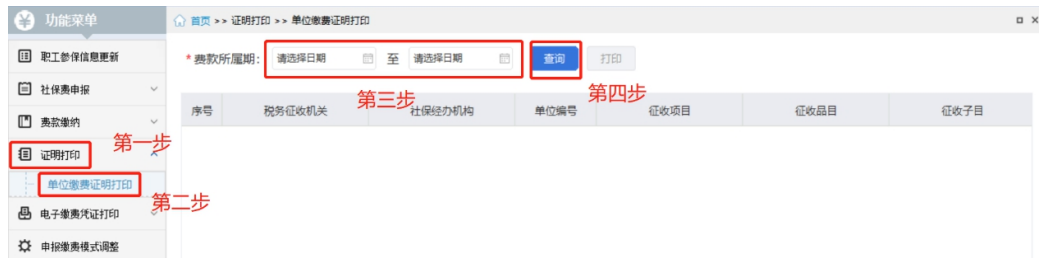 功能菜单
首页 >> 证明打印 >> 单位缴费证明打印
职工参保信息更新
*费款所属期: 请选择日期 至 请选择日期 查询 打印
社保费申报
第三步 第四步
序号 税务征收机关 社保经办机构 单位编号 征收项目 征收品目 征收子目
费款缴纳
第一步
证明打印
单位缴费证明打印
第二步
电子缴费凭证打印
申报缴费模式调整